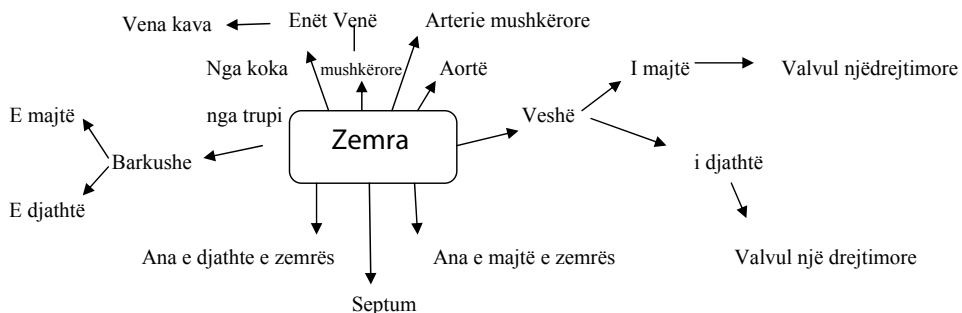 Vena kava
Enët Venë
Arterie mushkërore
Nga koka
mushkërore
Aortë
I majtë
Valvul njëdrejtimore
E majtë
nga trupi
Zemra
Veshë
Barkushe
i djathtë
E djathtë
Ana e djathte e zemrës
Ana e majtë e zemrës
Valvul një drejtimore
Septum